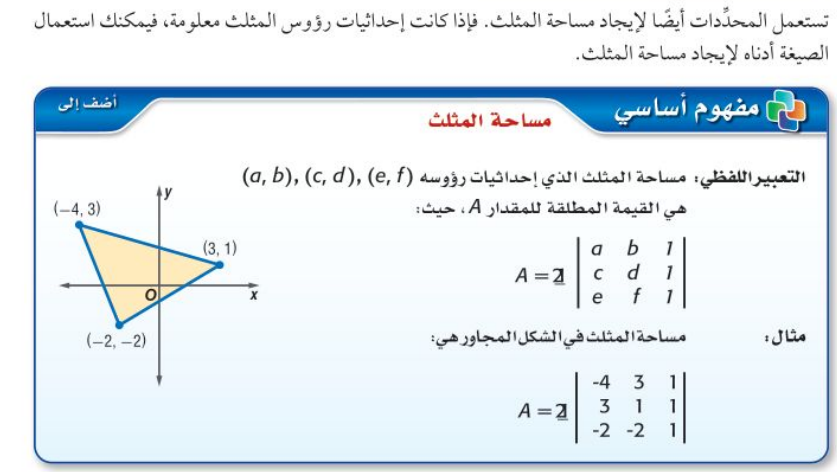 تستعمل المحدِّدات أيضًا لإيجاد مساحة المثلث. فإذا كانت إحداثيات رؤوس المثلث معلومة، فيمكنك استعمال
الصيغة أدناه لإيجاد مساحة المثلث.
مفهوم أساسي
أضف إلى
مساحة المثلث
التعبير اللفظي: مساحة المثلث الذي إحداثيات رؤوسه (a, b), (c, d), (e, f)
هي القيمة المطلقة للمقدار A، حيث:
a b 1
A = c d 1
e f 1
مثال: مساحة المثلث في الشكل المجاور هي:
-4 3 1
A = 3 1 1
-2 -2 1
y
(−4, 3)
(3, 1)
O
x
(−2, −2)